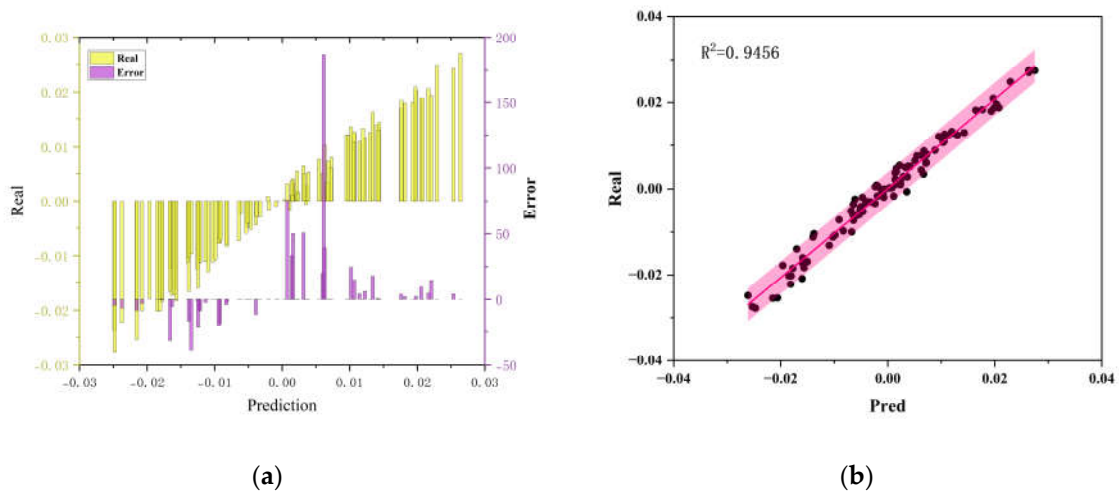 0.03
0.02
0.01
0.00
-0.01
-0.02
-0.03
Real
Real
Error
200
150
100
50
0
-50
Error
-0.03 -0.02 -0.01 0.00 0.01 0.02 0.03
Prediction
(a)
0.04
0.02
0.00
-0.02
-0.04
Real
R²=0.9456
-0.04 -0.02 0.00 0.02 0.04
Pred
(b)